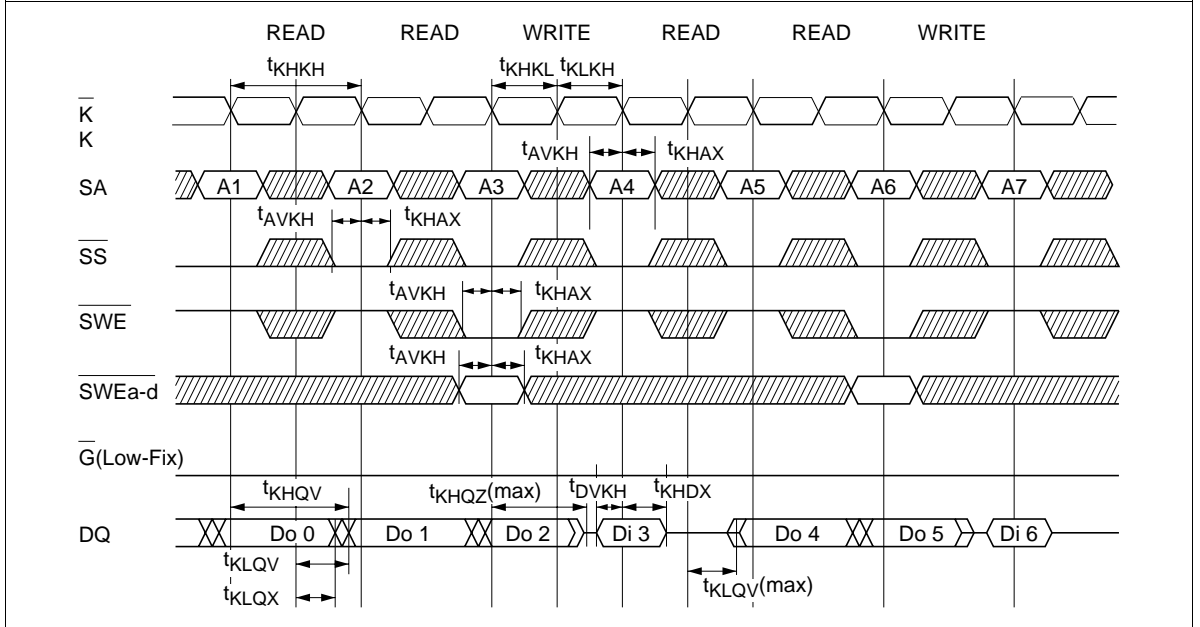 READ READ WRITE READ READ WRITE
tKHKH tKHKL tKLKH
K
K
tAVKH tKHAX
SA A1 A2 A3 A4 A5 A6 A7
tAVKH tKHAX
SS
tAVKH tKHAX
SWE
tAVKH tKHAX
SWEa-d
G(Low-Fix)
tKHQV tKHQZ(max) tDVKH tKHDX
DQ Do 0 Do 1 Do 2 Di 3 Do 4 Do 5 Di 6
tKLQV
tKLQV(max)
tKLQX